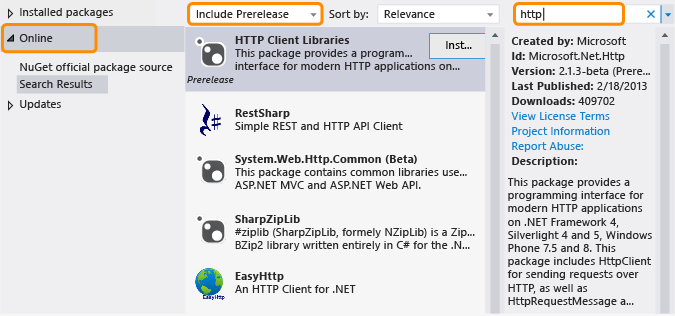 Installed packages
Online
NuGet official package source
Search Results
Updates
Include Prerelease
Sort by:
Relevance
http
HTTP Client Libraries
This package provides a program...
interface for modern HTTP applications on...
Prerelease
Inst...
RestSharp
Simple REST and HTTP API Client
System.Web.Http.Common (Beta)
This package contains common libraries use...
ASP.NET MVC and ASP.NET Web API.
SharpZipLib
#ziplib (SharpZipLib, formely NZipLib) is a Zip...
BZip2 library written entirely in C# for the .N...
EasyHttp
EasyHttp
An HTTP Client for .NET
Created by: Microsoft
Id: Microsoft.Net.Http
Version: 2.1.3-beta (Prere...
Last Published: 2/18/2013
Downloads: 409702
View License Terms
Project Information
Report Abuse:
Description:
This package provides a
programming interface for
modern HTTP applications
on .NET Framework 4,
Silverlight 4 and 5, Windows
Phone 7.5 and 8. This
package includes HttpClient
for sending requests over
HTTP, as well as
HttpRequestMessage a...